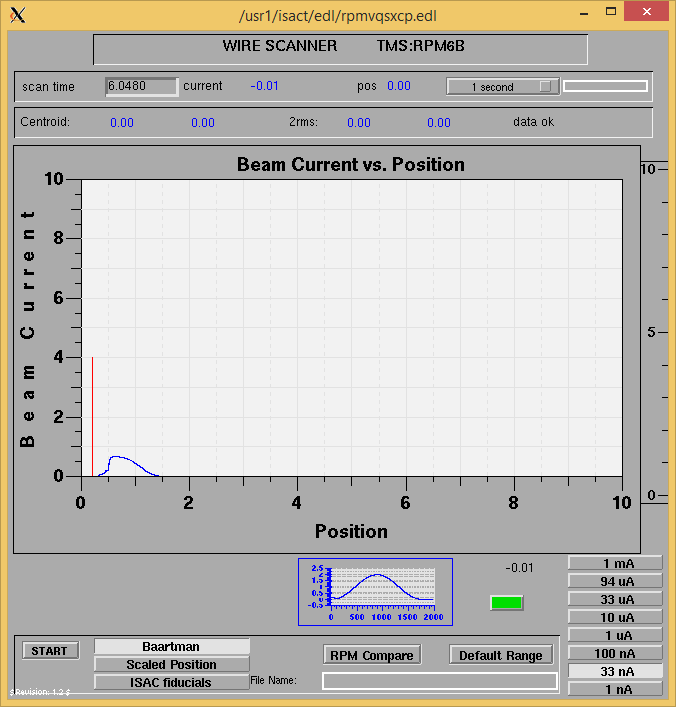 /usr1/isact/edl/rpmvqsxcp.edl
WIRE SCANNER TMS:RPM6B
scan time 6.0480 current -0.01 pos 0.00 1 second
Centroid: 0.00 0.00 2rms: 0.00 0.00 data ok
Beam Current vs. Position
10
8
6
4
2
0
Beam Current
0 2 4 6 8 10
Position
10
5
0
2.5
2
1.5
1
0.5
0
-0.5
0 500 1000 1500 2000
-0.01
1 mA
94 uA
33 uA
10 uA
1 uA
100 nA
33 nA
1 nA
START
Baartman
Scaled Position
ISAC fiducials
RPM Compare
Default Range
File Name:
$Revision: 1.2 $